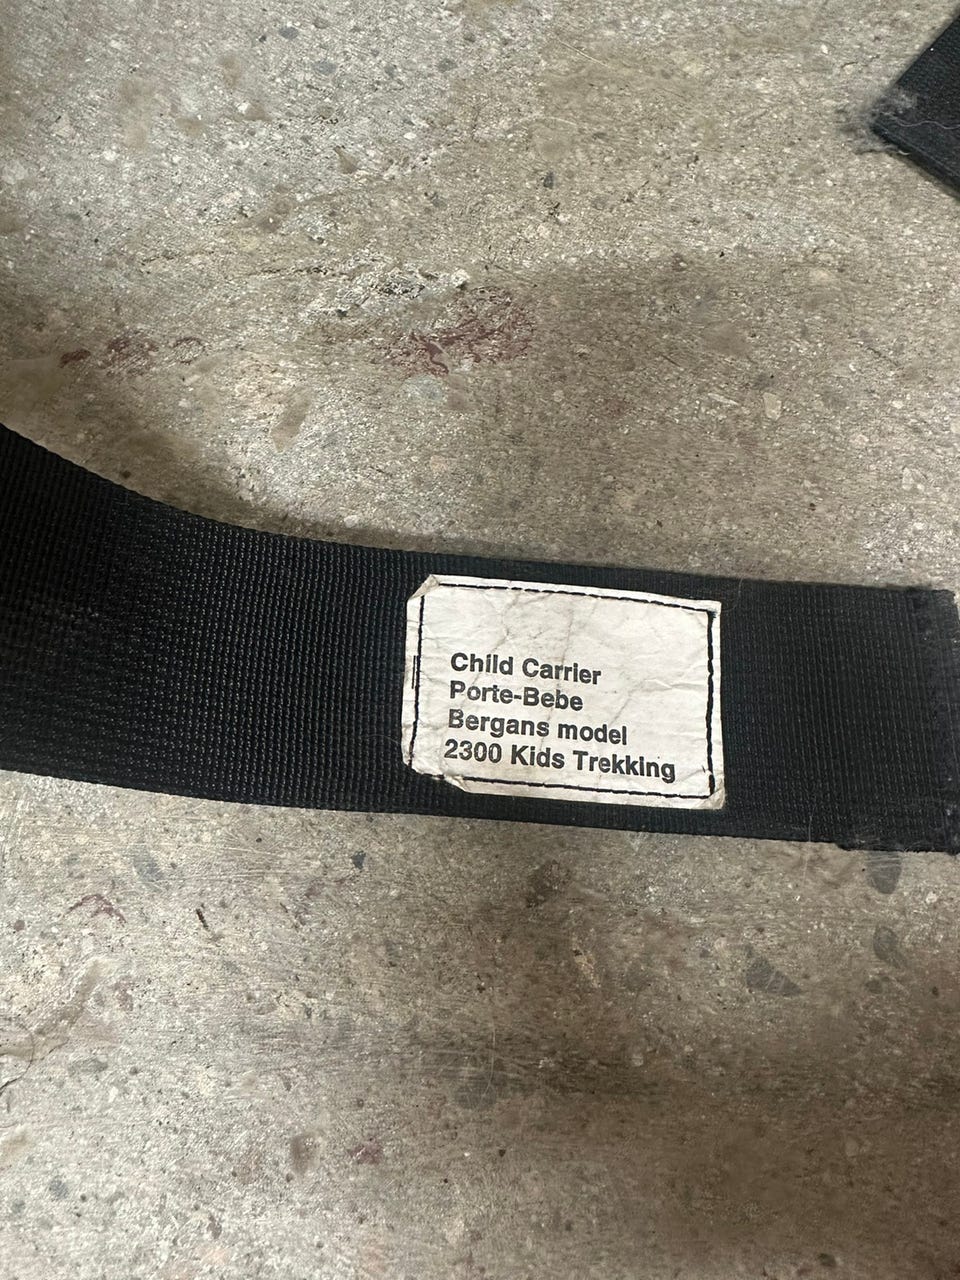 Child Carrier
Porte-Bebe
Bergans model
2300 Kids Trekking